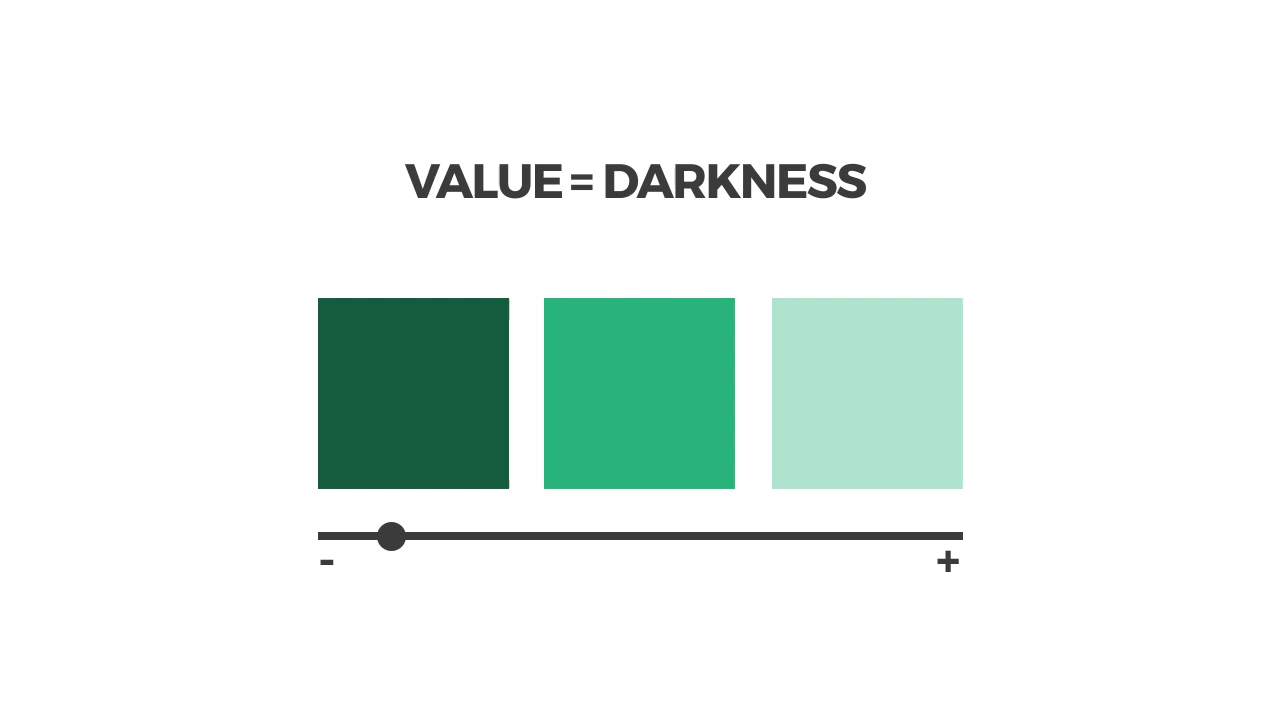 VALUE = DARKNESS
- +